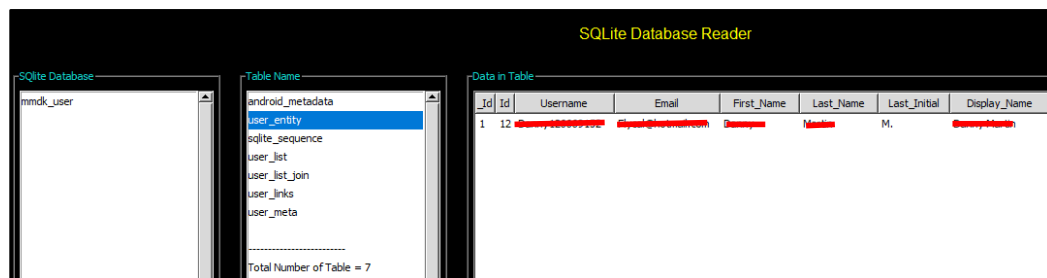 SQLite Database Reader
SQlite Database
Table Name
Data in Table
mmdk_user
android_metadata
user_entity
sqlite_sequence
user_list
user_list_join
user_links
user_meta
------------------------
Total Number of Table = 7
_Id Id Username Email First_Name Last_Name Last_Initial Display_Name
1 12 M.